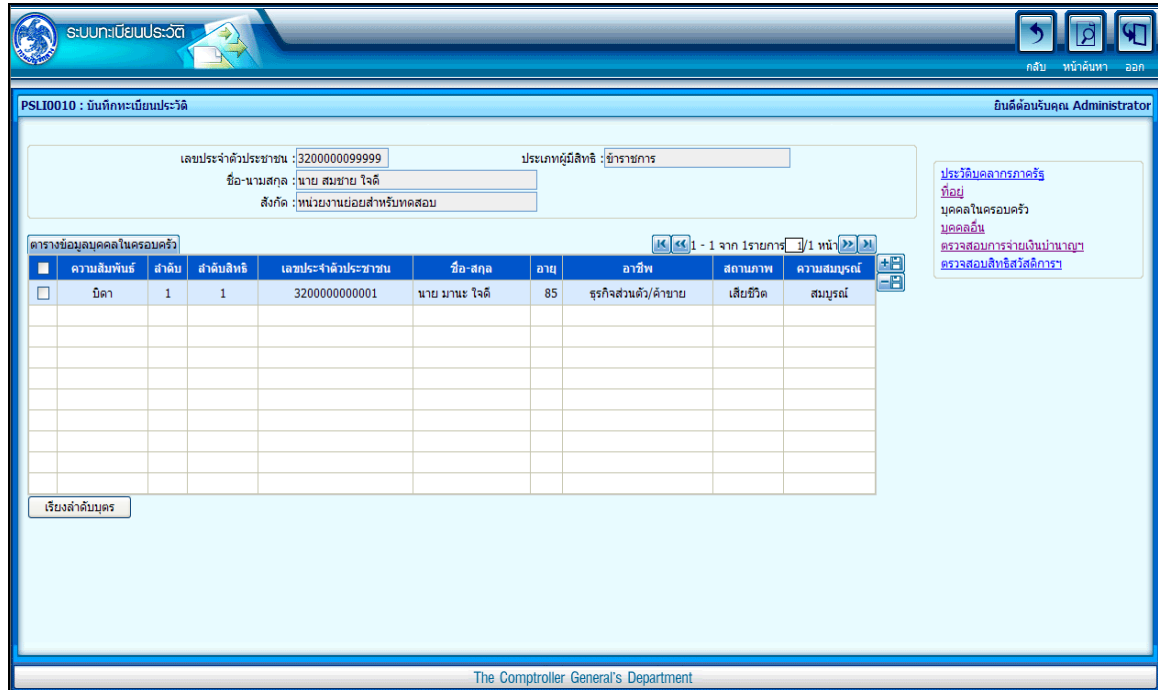 ระบบทะเบียนประวัติ
กลับ หน้าค้นหา ออก
PSLI0010 : บันทึกทะเบียนประวัติ ยินดีต้อนรับคุณ Administrator
เลขประจำตัวประชาชน : 3200000099999 ประเภทผู้มีสิทธิ : ข้าราชการ
ชื่อ-นามสกุล : นาย สมชาย ใจดี
สังกัด : หน่วยงานย่อยสำหรับทดสอบ
ประวัติบุคลากรภาครัฐ
ที่อยู่
บุคคลในครอบครัว
บุคคลอื่น
ตรวจสอบการจ่ายเงินบำนาญฯ
ตรวจสอบสิทธิสวัสดิการฯ
ตารางข้อมูลบุคคลในครอบครัว 1 - 1 จาก 1รายการ 1/1 หน้า
ความสัมพันธ์ ลำดับ ลำดับสิทธิ เลขประจำตัวประชาชน ชื่อ-สกุล อายุ อาชีพ สถานภาพ ความสมบูรณ์
บิดา 1 1 3200000000001 นาย มานะ ใจดี 85 ธุรกิจส่วนตัว/ค้าขาย เสียชีวิต สมบูรณ์
เรียงลำดับบุตร
The Comptroller General's Department